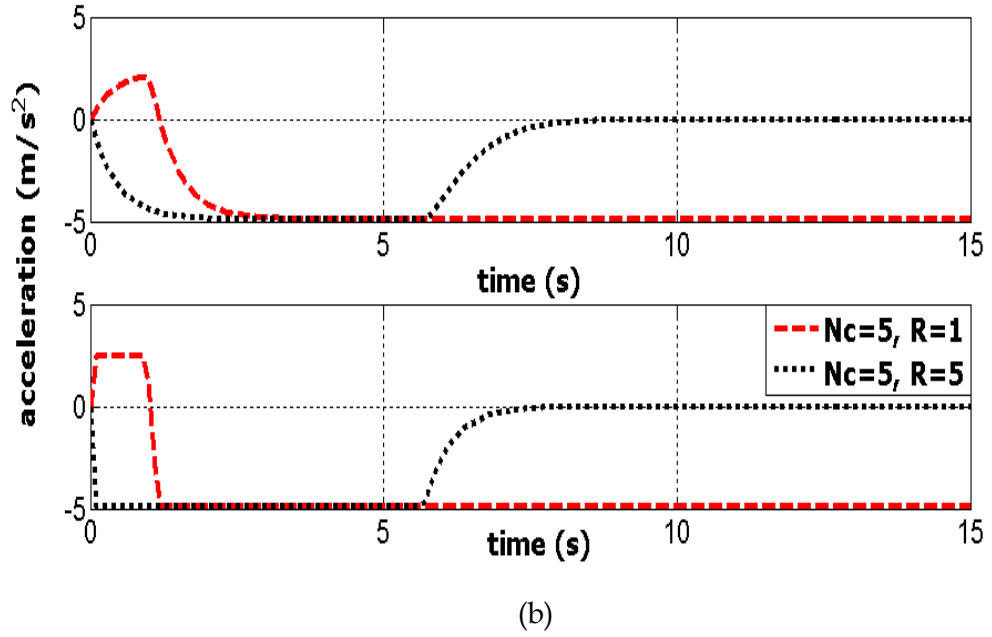 acceleration (m/s²)
5
0
-5
0 5 10 15
time (s)
5
0
-5
0 5 10 15
time (s)
Nc=5, R=1
Nc=5, R=5
(b)